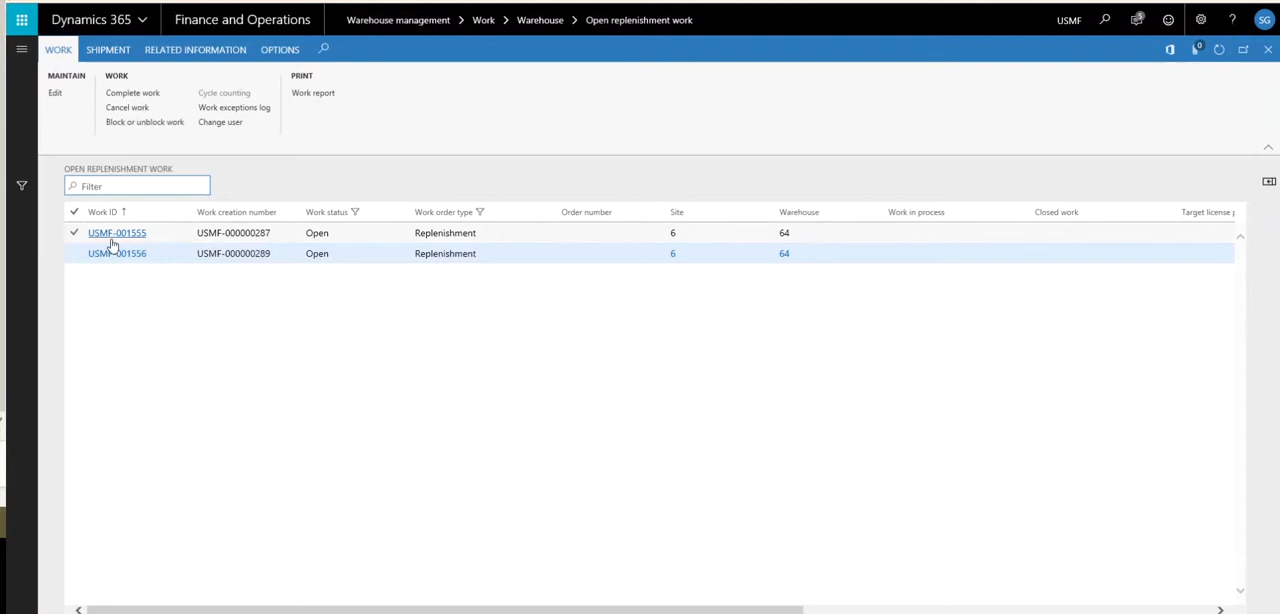 Dynamics 365 Finance and Operations Warehouse management Work Warehouse Open replenishment work USMF 5 ? SG
WORK SHIPMENT RELATED INFORMATION OPTIONS 0
MAINTAIN WORK PRINT
Edit Complete work Cycle counting Work report
Cancel work Work exceptions log
Block or unblock work Change user
OPEN REPLENISHMENT WORK
Filter
Work ID Work creation number Work status Work order type Order number Site Warehouse Work in process Closed work Target license
USMF-001555 USMF-000000287 Open Replenishment 6 64
USMF-001556 USMF-000000289 Open Replenishment 6 64